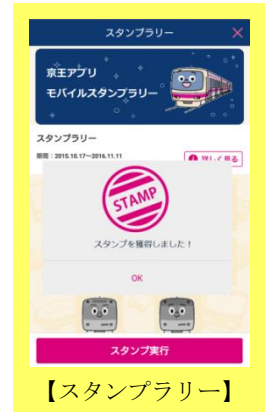 スタンプラリー ×
京王アプリ
モバイルスタンプラリー
スタンプラリー
期間:2015.10.17~2016.11.11
詳しく見る
STAMP
スタンプを獲得しました!
OK
スタンプ実行
【スタンプラリー】